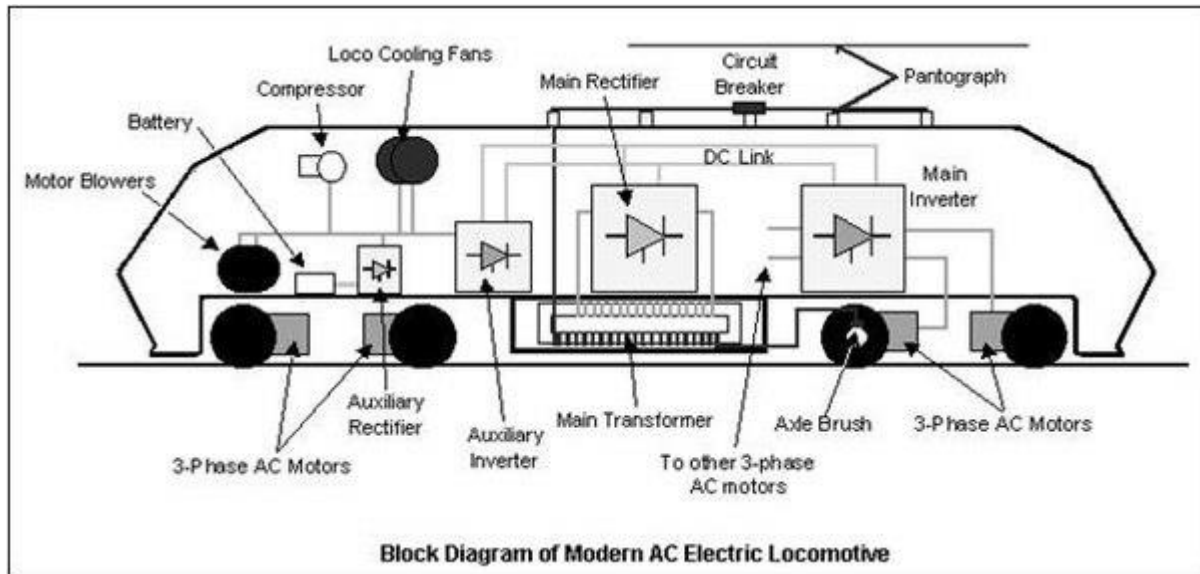 Loco Cooling Fans
Circuit
Breaker
Main Rectifier
Pantograph
Compressor
Battery
DC Link
Motor Blowers
Main
Inverter
Auxiliary
Rectifier
Main Transformer
Axle Brush
3-Phase AC Motors
Auxiliary
Inverter
3-Phase AC Motors
To other 3-phase
AC motors
Block Diagram of Modern AC Electric Locomotive